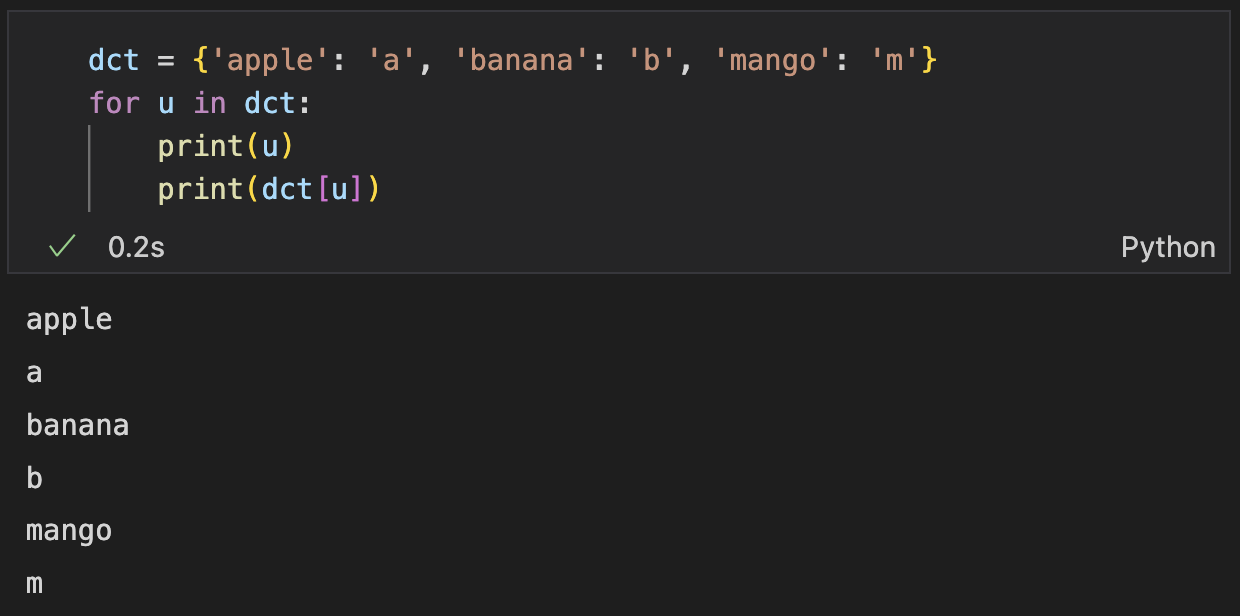 dct = {'apple': 'a', 'banana': 'b', 'mango': 'm'}
for u in dct:
    print(u)
    print(dct[u])
0.2s
Python
apple
a
banana
b
mango
m